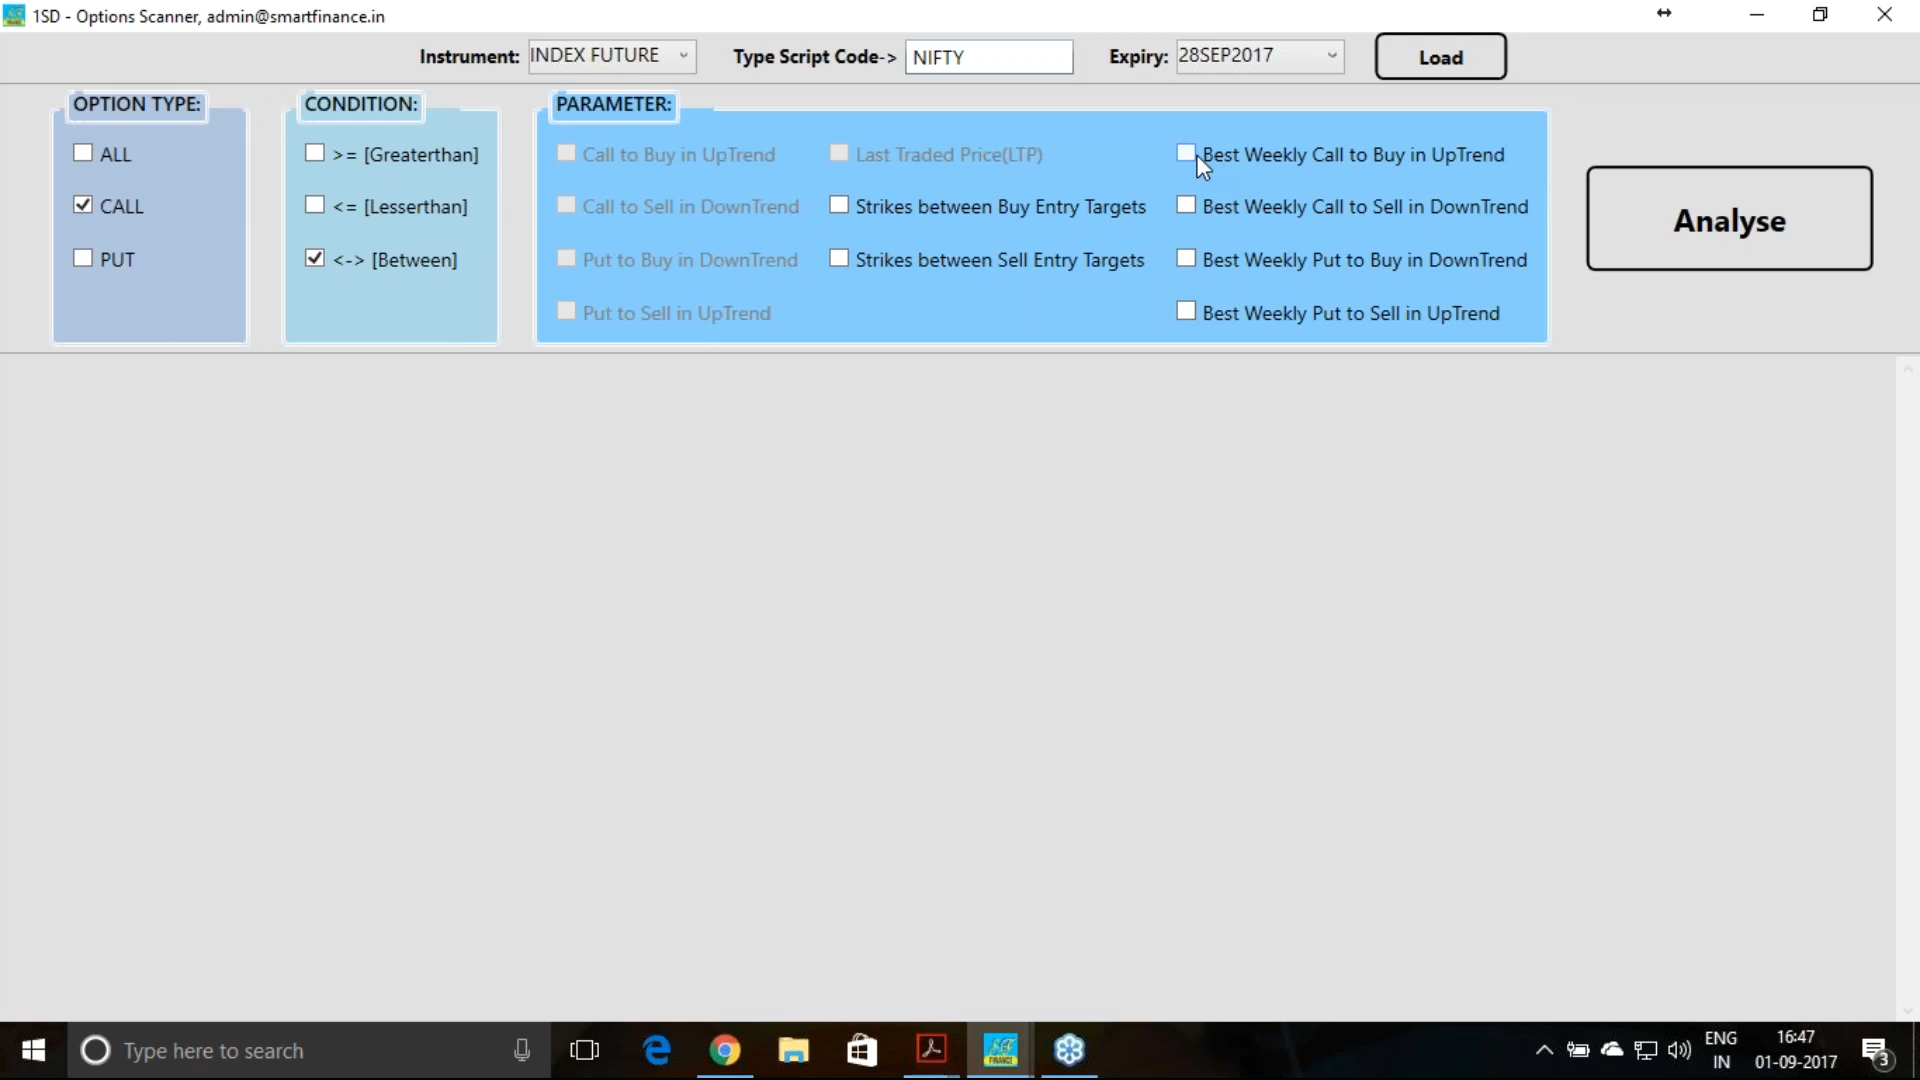 1SD - Options Scanner, admin@smartfinance.in
Instrument: INDEX FUTURE Type Script Code-> NIFTY Expiry: 28SEP2017 Load
OPTION TYPE: CONDITION: PARAMETER:
ALL >= [Greaterthan] Call to Buy in UpTrend Last Traded Price(LTP) Best Weekly Call to Buy in UpTrend
CALL <= [Lesserthan] Call to Sell in DownTrend Strikes between Buy Entry Targets Best Weekly Call to Sell in DownTrend
Analyse
PUT <-> [Between] Put to Buy in DownTrend Strikes between Sell Entry Targets Best Weekly Put to Buy in DownTrend
Put to Sell in UpTrend Best Weekly Put to Sell in UpTrend
Type here to search
FINANCE
ENG 16:47
IN 01-09-2017 3